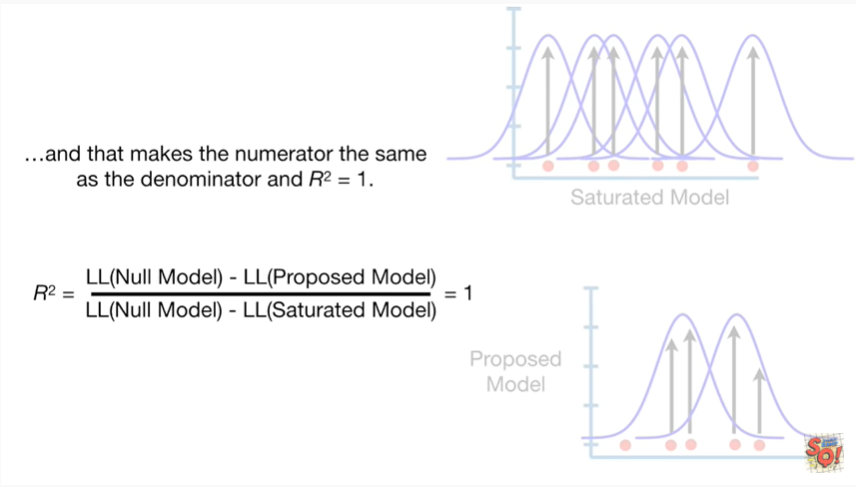 ...and that makes the numerator the same
as the denominator and R² = 1.
Saturated Model
R² = LL(Null Model) - LL(Proposed Model)
LL(Null Model) - LL(Saturated Model) = 1
Proposed
Model
SQ!